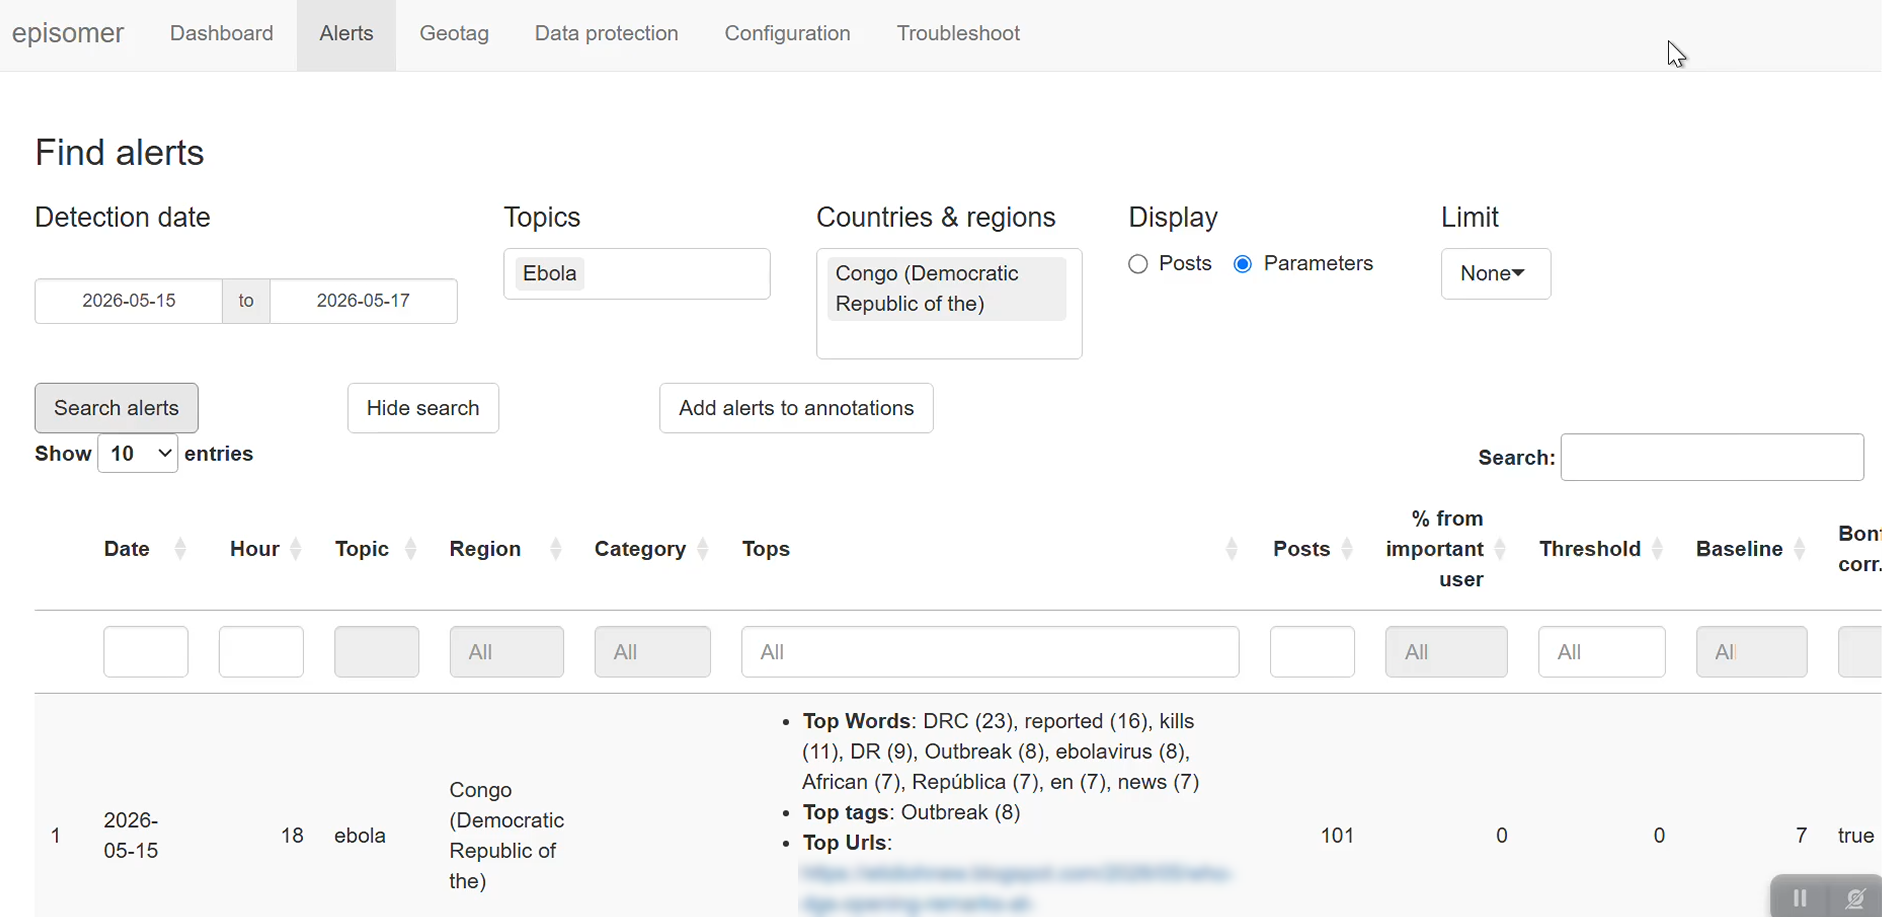 episomer Dashboard Alerts Geotag Data protection Configuration Troubleshoot
Find alerts
Detection date
2026-05-15 to 2026-05-17
Topics
Ebola
Countries & regions
Congo (Democratic
Republic of the)
Display
Posts Parameters
Limit
None
Search alerts Hide search Add alerts to annotations
Show 10 entries
Search:
Date Hour Topic Region Category Tops Posts % from important user Threshold Baseline Bonf corr.
All All All All All All
1 2026-05-15 18 ebola
Congo
(Democratic
Republic of
the)
• Top Words: DRC (23), reported (16), kills
(11), DR (9), Outbreak (8), ebolavirus (8),
African (7), República (7), en (7), news (7)
• Top tags: Outbreak (8)
• Top Urls:
101 0 0 7 true